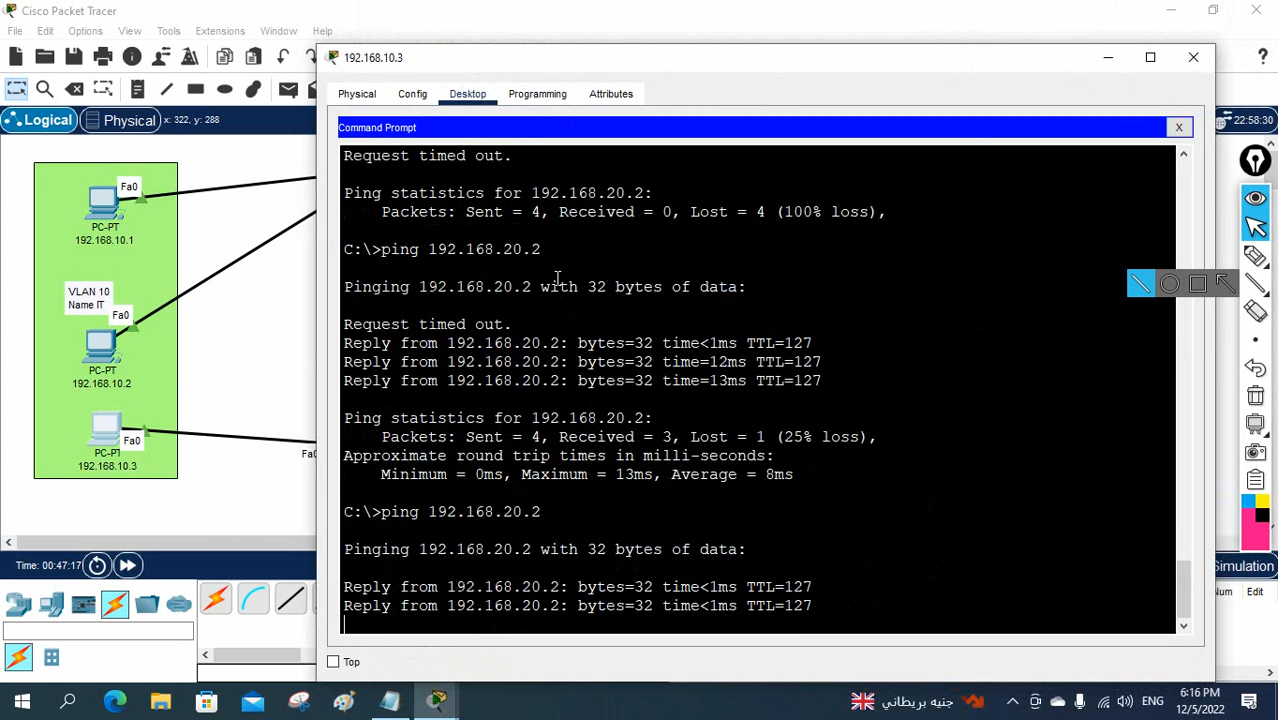 Cisco Packet Tracer
File Edit Options View Tools Extensions Window Help
192.168.10.3
Physical Config Desktop Programming Attributes
Logical Physical x: 322, y: 288
22:58:30
Command Prompt
X
Request timed out.
Ping statistics for 192.168.20.2:
Packets: Sent = 4, Received = 0, Lost = 4 (100% loss),
C:\>ping 192.168.20.2
Pinging 192.168.20.2 with 32 bytes of data:
Request timed out.
Reply from 192.168.20.2: bytes=32 time<1ms TTL=127
Reply from 192.168.20.2: bytes=32 time=12ms TTL=127
Reply from 192.168.20.2: bytes=32 time=13ms TTL=127
Ping statistics for 192.168.20.2:
Packets: Sent = 4, Received = 3, Lost = 1 (25% loss),
Approximate round trip times in milli-seconds:
Minimum = 0ms, Maximum = 13ms, Average = 8ms
C:\>ping 192.168.20.2
Pinging 192.168.20.2 with 32 bytes of data:
Reply from 192.168.20.2: bytes=32 time<1ms TTL=127
Reply from 192.168.20.2: bytes=32 time<1ms TTL=127
Top
Fa0
PC-PT
192.168.10.1
VLAN 10
Name IT
Fa0
PC-PT
192.168.10.2
Fa0
PC-PT
192.168.10.3
Time: 00:47:17
Simulation
Edit
جنيه بريطاني
ENG
6:16 PM
12/5/2022